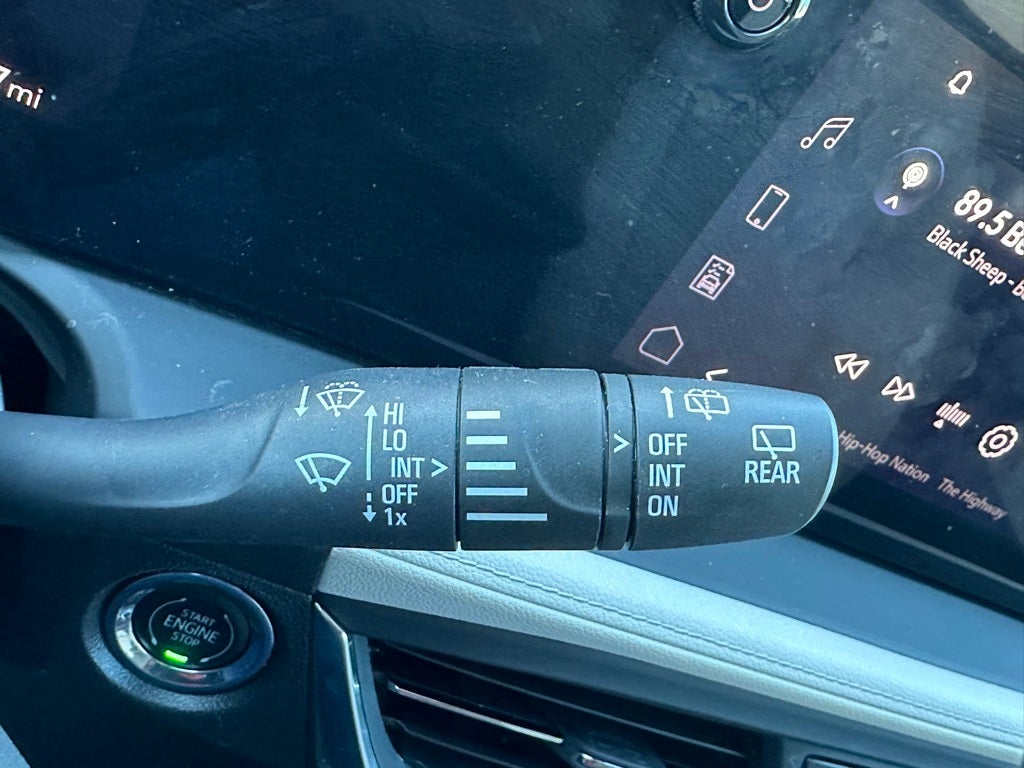 7 mi
89.5 B
Black Sheep - B
HI
LO
INT >
OFF
1x
>
OFF
INT
ON
REAR
Hip-Hop Nation The Highway
START
ENGINE
STOP